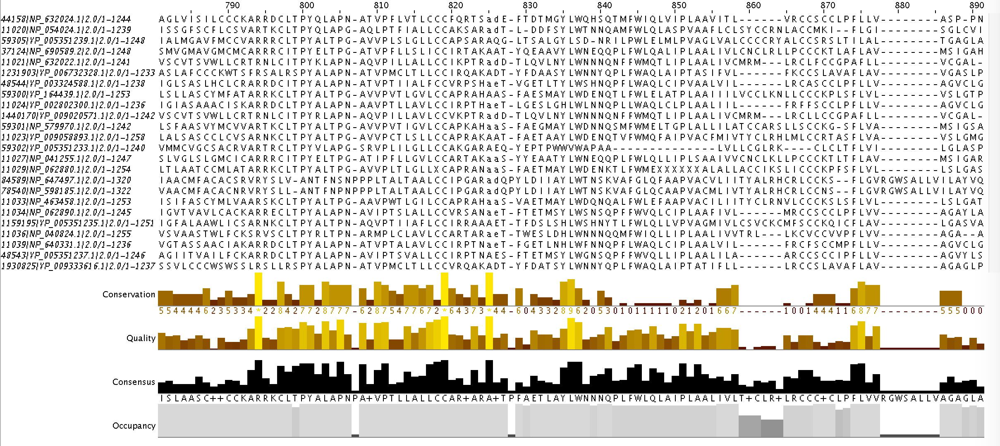 790 800 810 820 830 840 850 860 870 880 890
44158|NP_632024.1|2.0/1-1244 AGLVISILCCCKARRDCLTPYQLAPN-ATVPFLVTLCCCFQRTSadE-FTDTMGYLWQHSQTMFWIQLVIPLAAVITL------VRCCSCCLPFLLV--------ASP-PN
11020|NP_054024.1|2.0/1-1239 ISSGFSCFLCSVARTKCLTPYQLAPG-AQLPTFIALLCCAKSARadT-L-DDFSYLWTNNQAMFWLQLASPVAAFLCLSYCCRNLACCMKI--FLGI--------SGLCVI
59305|YP_005351239.1|2.0/1-1248 IALMGAVFMCCVARRRCLTPYALTPG-AVVPLSLGLLCCAPSARAQG-LTSALGYLSD-NRILPWLELMLPVAGLVALCCCCRYALCCSRSLTILAL--------TGAGLA
37124|NP_690589.2|2.0/1-1248 SMVGMAVGMCMCARRRCITPYELTPG-ATVPFLLSLICCIRTAKAAT-YQEAAVYLWNEQQPLFWLQALIPLAALIVLCNCLRLLPCCCKTLAFLAV--------MSIGAH
11021|NP_632022.1|2.0/1-1241 VSCVTSVWLLCRTRNLCITPYKLAPN-AQVPILLALLCCIKPTRadD-TLQVLNYLWNNNQNFFWMQTLIPLAALIVCMRM---LRCLFCCGPAFLL--------VCGAL-
1231903|YP_006732328.1|2.0/1-1233 ASLAFCCCKWTSFRSALRSPYALAPN-ATVPMCLTLLCCIRQAKADT-YFDAASYLWNNYQPLFWAQLAIPTASIFVL------FKCCSLAVAFLAV--------VGASLP
48544|YP_003324588.1|2.0/1-1238 IGLSASLHCLCRARRDCITPYALAPN-ATVPTIIALFCCVRPSHaeT-VGETLTYLWSHNQPFLWAQLCIPVAALVIL------LRCASCCLPFLLV--------AGVCLG
59300|YP_164439.1|2.0/1-1253 LSLLASCYMFATARRKCLTPYALTPG-AVVPVTLGVLCCAPRAHAAS-FAESMAYLWDENQTLFWLELATPLAAIIILVCCLKNLLCCCKPLSFLVL--------VSLGTP
11024|YP_002802300.1|2.0/1-1236 IGIASAAACISKARRDCLTPYALAPN-AAVPTLLAVLCCIRPTHaeT-LGESLGHLWLNNQPLLWAQLCLPLAALIIL------FRFFSCCLPFLLV--------AGVCLG
1440170|YP_009020571.1|2.0/1-1242 VSCVTSVWLLCRTRNLCITPYRLAPN-AQVPILLAVLCCVKPTRadD-TLQVLNYLWNNNQNFFWMQTLIPLAALIVCMRM---LRCLLCCGPAFLL--------VCGAL-
59301|NP_579970.1|2.0/1-1242 LSFAASVYMCVVARTKCLTPYALTPG-AVVPVTIGVLCCAPKAHaaS-FAEGMAYLWDNNQSMFWMELTGPLALLILATCCARSLLSCCKG-SFLVA--------MSIGSA
11023|YP_009058893.1|2.0/1-1258 LALSASCCLCVSARNKCLTPYALTPG-AVVPCTLSLLCCAPRAKAAT-FAETAAYLWDENQTVFWMQFAIPVACFMIVTYCLRHLMLCCRTASFLVA--------VSLGMG
59302|YP_005351233.1|2.0/1-1240 VMMCVGCSACRVARTRCLTPYVLAPG-SRVPLILGLLCCAKGARAEQ-YEPTPWWVWAPAA--------------LVLLCGLRK----CLCLTFLVI--------LGLASP
11027|NP_041255.1|2.0/1-1247 SLVGLSLGMCICARRRCITPYELTPG-ATIPFLLGVLCCARTAKaaS-YYEAATYLWNEQQPLFWLQLLIPLSAAIVVCNCLKLLPCCCKTLTFLAV--------MSIGAR
11029|NP_062880.1|2.0/1-1254 LTLAATCCMLATARRKCLTPYALTPG-AVVPLTLGLLXCAPRANaaS-FAETMAYLWDENKTLFWMEXXXXXXALALLACCIKSLICCCKPFSFLVL--------LSLGAS
84589|NP_647497.1|2.0/1-1320 IAACMFACACSRVRYSLV-ANTFNSNPPPLTALTAALCCIPGARadQPYLDIIAYLWTNSKVAFGLQFAAPVACVLIITYALRHCRLCCKS--FLGVRGWSALLVILAYVQ
78540|NP_598185.1|2.0/1-1322 VAACMFACACNRVRYSLL-ANTFNPNPPPLTALTAALCCIPGARadQPYLDIIAYLWTNSKVAFGLQCAAPVACMLIVTYALRHCRLCCNS--FLGVRGWSALLVILAYVQ
11033|NP_463458.1|2.0/1-1253 ISIFASCYMLVAARSKCLTPYALTPG-AAVPWTLGILCCAPRAHaaS-VAETMAYLWDQNQALFWLEFAAPVACILIITYCLRNVLCCCKSLSFLVL--------LSLGAT
11034|NP_062890.1|2.0/1-1245 IGVTVAVLCACKARRECLTPYALAPN-AVIPTSLALLCCVRSANaeT-FTETMSYLWSNSQPFFWVQLCIPLAAFIVL------MRCCSCCLPFLVV--------AGAYLA
1159195|YP_005351235.1|2.0/1-1251 IGFALAAWLICSARNKCLTPYALTPN-AQVPTIIAFLCCIRRAAAET-TFDSLSHLWSHNYTLFWLQLLVPVAGMIVLCSVCKCMFSCCKQICFLAV--------LGASVA
11036|NP_040824.1|2.0/1-1255 VSVAASTWLFCKSRVSCLTPYRLTPN-ARMPLCLAVLCCARTARaeT-TWESLDHLWNNNQQMFWIQLLIPLAALIVVTRL---LKCVCCVVPFLVV--------AGA--A
11039|NP_640331.1|2.0/1-1236 VGTASSAACIAKARRDCLTPYALAPN-ATVPTALAVLCCIRPTNaeT-FGETLNHLWFNNQPFLWAQLCIPLAALVIL------FRCFSCCMPFLLV--------AGVCLG
48543|YP_005351237.1|2.0/1-1246 AGIITVAILFCKARRDCLTPYALAPN-AVIPTSVALLCCIRPTNAES-FTETMSYLWGNSQPFFWVQLLIPLAALILA------ARCCSCCIPFLLV--------AGVYLS
1930825|YP_009333616.1|2.0/1-1237 SSVLCCCWSWSSLRSLLRSPYALAPN-ATVPMCLTLLCCVRQAKADT-YFDATSYLWNNYQPLFWAQLAIPTATIFLL------LRCCSLAVAFLAV--------AGAGLP
Conservation
554444623533 4*2284277 28777-628754776 72*64373*44-604332896205301011111021201667------1001444116877--------555000
Quality
Consensus
ISLAASC++CCKARRKCLTPYALAPNPA+VPTLLALLCCAR+ARA+TPFAETLAYLWNNNQPLFWLQLAIPLAALIVLT+CLR+LRCCC+CLPFLVVRGWSALLVAGAGLA
Occupancy